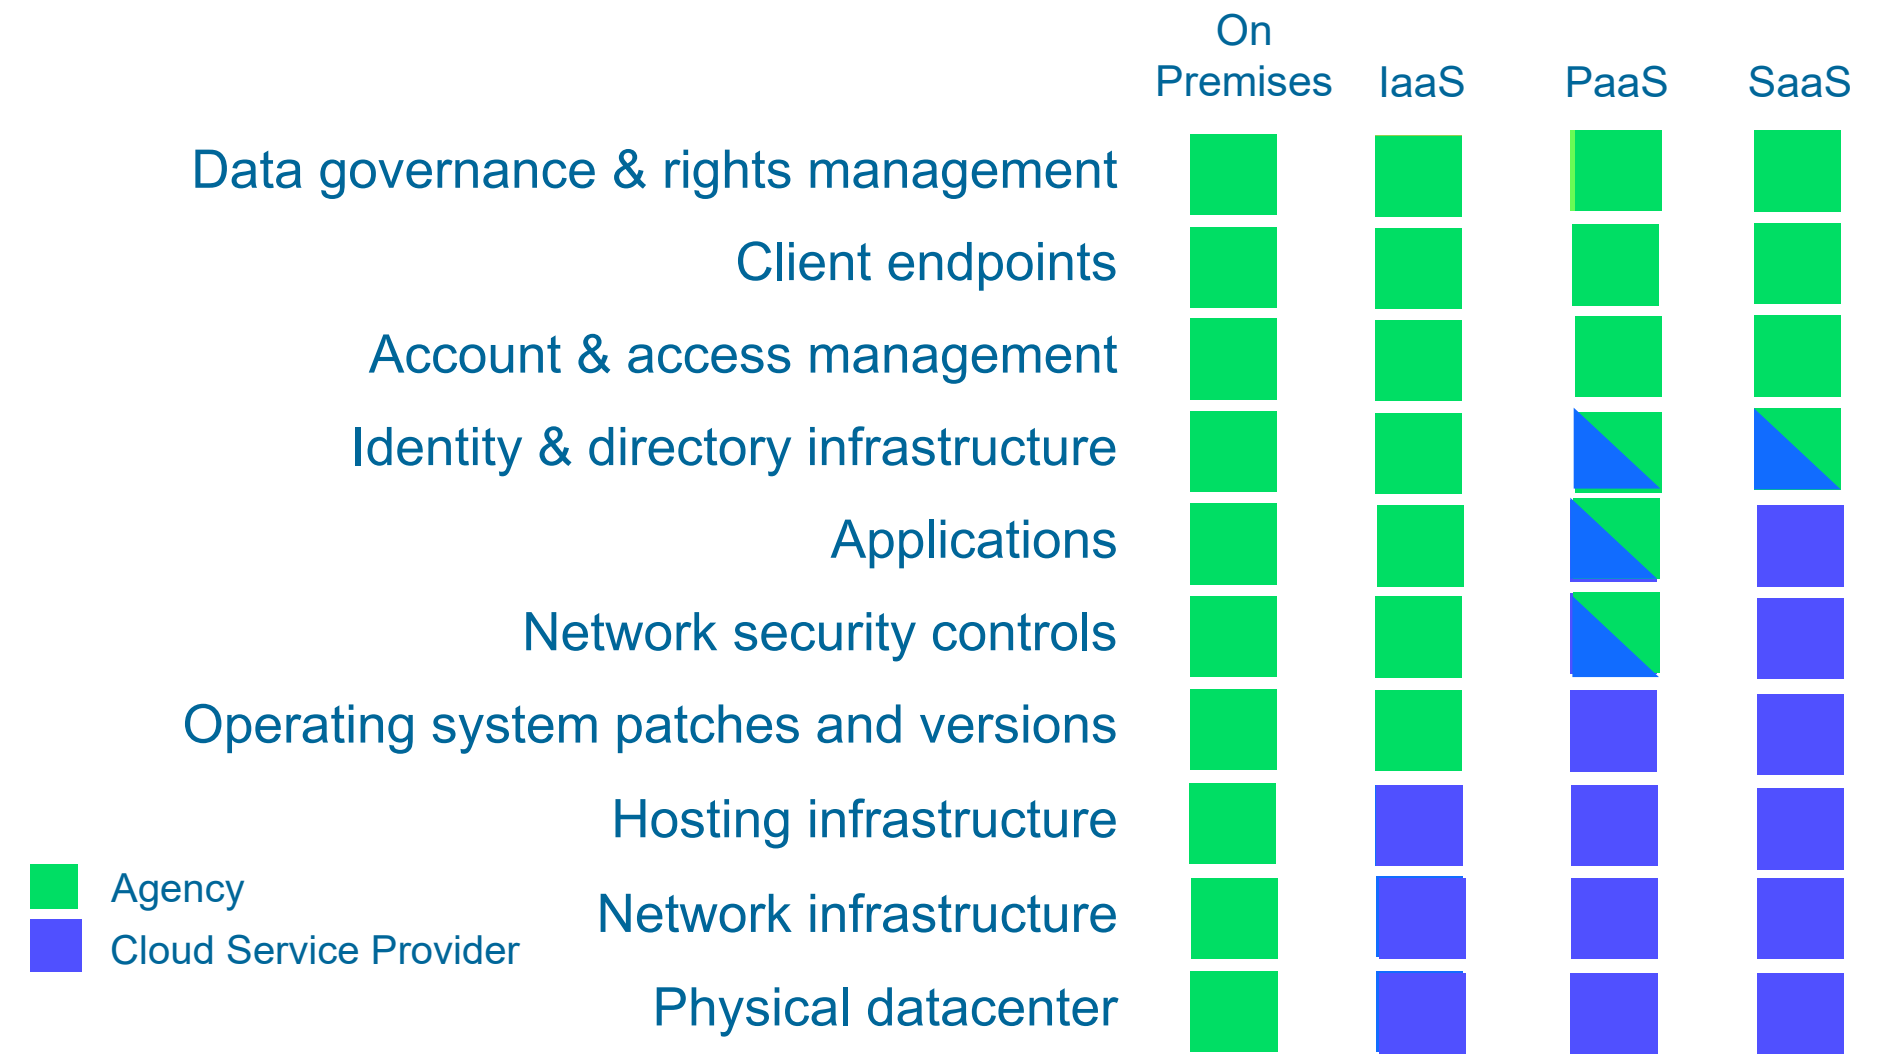 On
Premises
IaaS
PaaS
SaaS
Data governance & rights management
Client endpoints
Account & access management
Identity & directory infrastructure
Applications
Network security controls
Operating system patches and versions
Hosting infrastructure
Network infrastructure
Physical datacenter
Agency
Cloud Service Provider